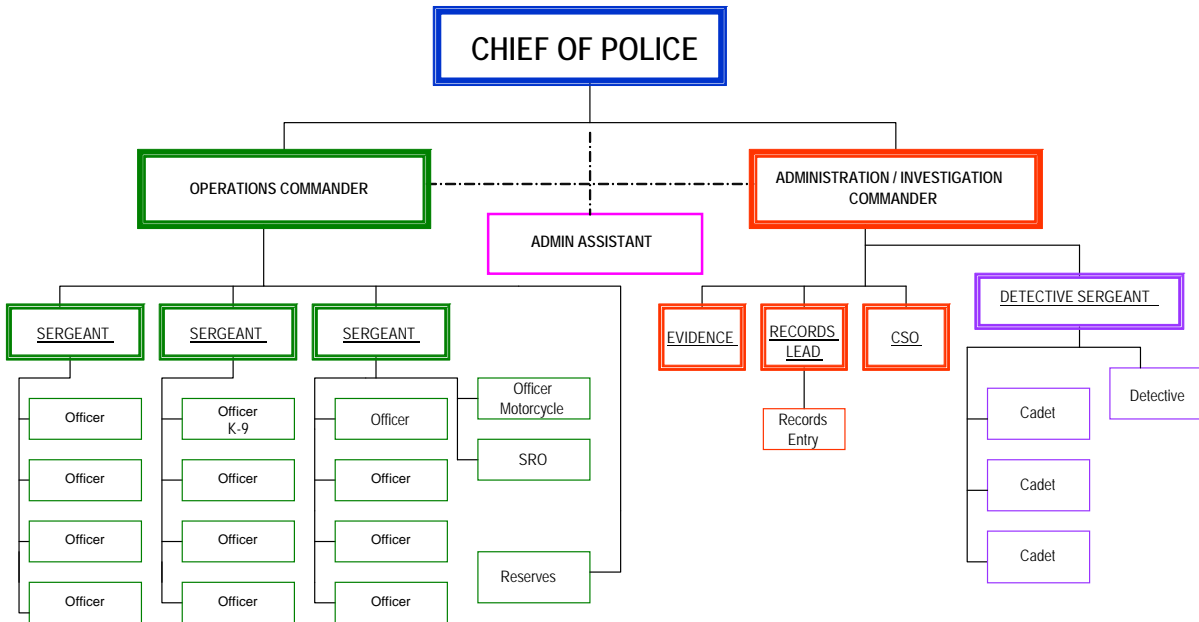 CHIEF OF POLICE
OPERATIONS COMMANDER
ADMINISTRATION / INVESTIGATION
COMMANDER
ADMIN ASSISTANT
SERGEANT
SERGEANT
SERGEANT
EVIDENCE
RECORDS
LEAD
CSO
DETECTIVE SERGEANT
Officer
Officer
Officer
Officer
Officer
K-9
Officer
Officer
Officer
Officer
Officer
Officer
Officer
Officer
Motorcycle
SRO
Reserves
Records
Entry
Cadet
Cadet
Cadet
Detective